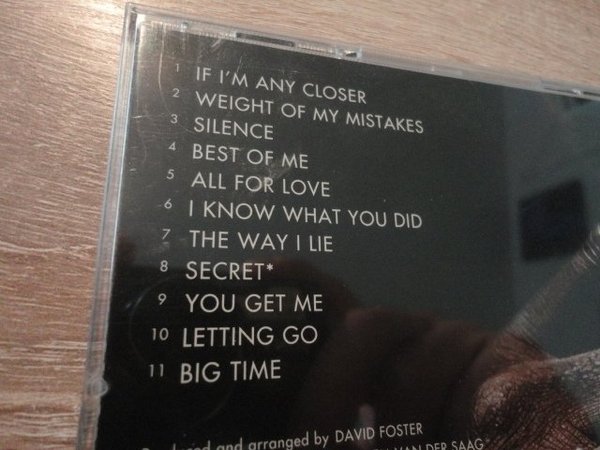 1 IF I'M ANY CLOSER
2 WEIGHT OF MY MISTAKES
3 SILENCE
4 BEST OF ME
5 ALL FOR LOVE
6 I KNOW WHAT YOU DID
7 THE WAY I LIE
8 SECRET*
9 YOU GET ME
10 LETTING GO
11 BIG TIME
and arranged by DAVID FOSTER
VAN DER SAAG